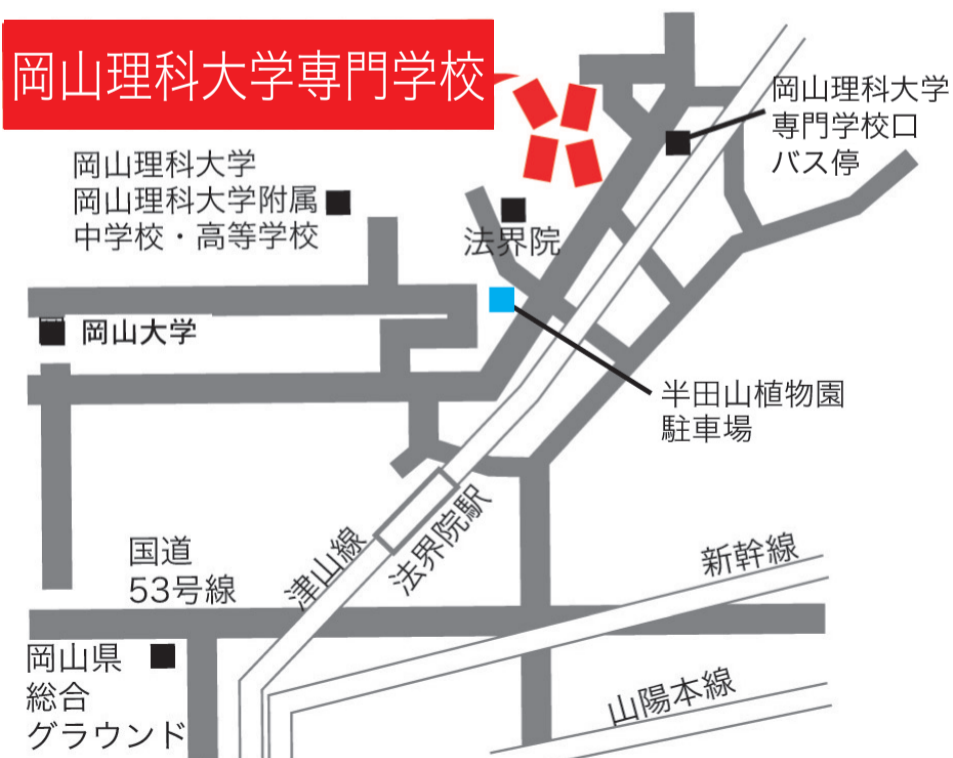 岡山理科大学専門学校
岡山理科大学
専門学校口
バス停
岡山理科大学
岡山理科大学附属
中学校・高等学校
法界院
岡山大学
半田山植物園
駐車場
津山線
法界院駅
国道
53号線
新幹線
岡山県
総合
グラウンド
山陽本線